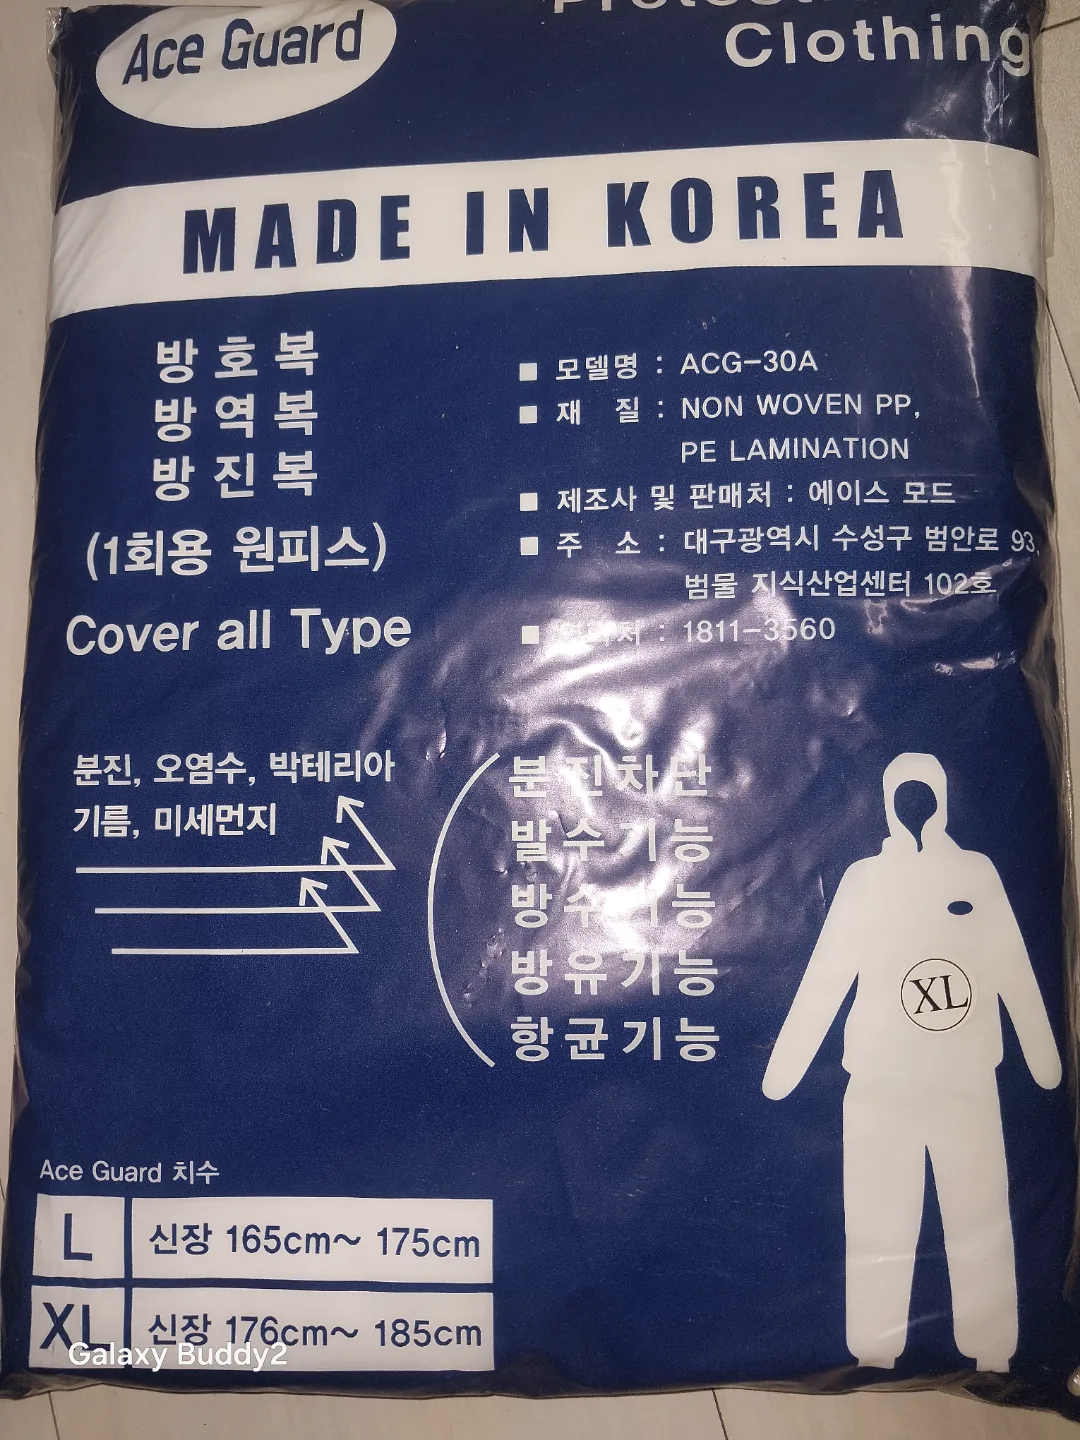 Ace Guard
Clothing
MADE IN KOREA
방호복
방역복
방진복
(1회용 원피스)
Cover all Type
■ 모델명 : ACG-30A
■ 재 질 : NON WOVEN PP,
PE LAMINATION
■ 제조사 및 판매처 : 에이스 모드
■ 주 소 : 대구광역시 수성구 범안로 93,
범물 지식산업센터 102호
■ : 1811-3560
분진, 오염수, 박테리아
기름, 미세먼지
분진차단
발수기능
방수기능
방유기능
항균기능
XL
Ace Guard 치수
L 신장 165cm~ 175cm
XL 신장 176cm~ 185cm
Galaxy Buddy2